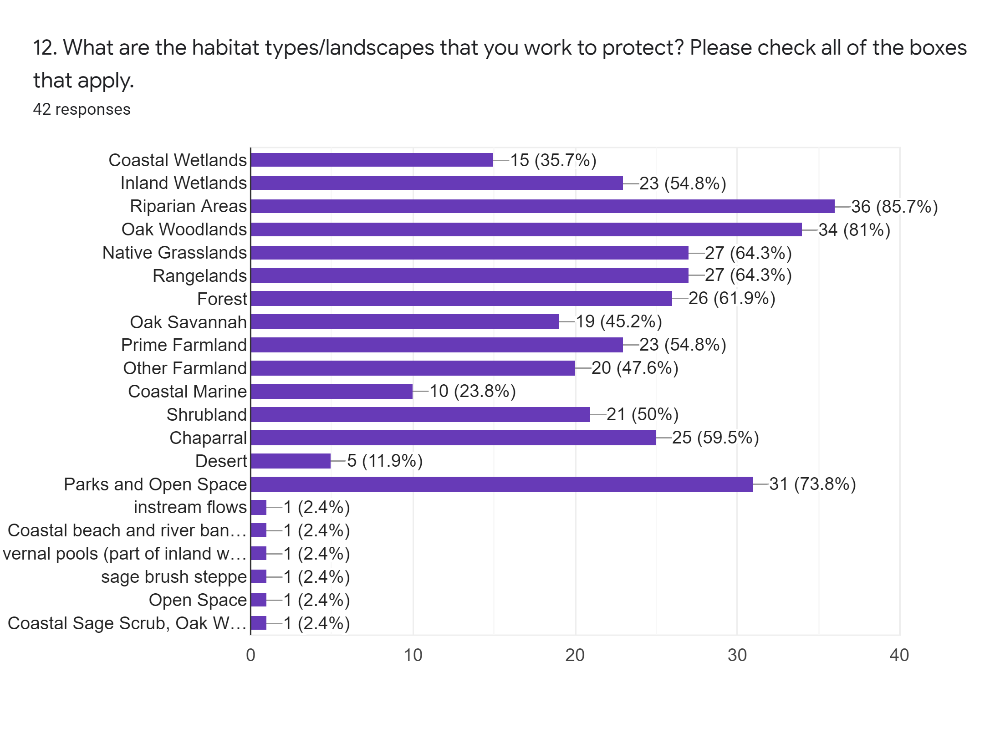 12. What are the habitat types/landscapes that you work to protect? Please check all of the boxes
that apply.
42 responses
Coastal Wetlands 15 (35.7%)
Inland Wetlands 23 (54.8%)
Riparian Areas 36 (85.7%)
Oak Woodlands 34 (81%)
Native Grasslands 27 (64.3%)
Rangelands 27 (64.3%)
Forest 26 (61.9%)
Oak Savannah 19 (45.2%)
Prime Farmland 23 (54.8%)
Other Farmland 20 (47.6%)
Coastal Marine 10 (23.8%)
Shrubland 21 (50%)
Chaparral 25 (59.5%)
Desert 5 (11.9%)
Parks and Open Space 31 (73.8%)
instream flows 1 (2.4%)
Coastal beach and river ban… 1 (2.4%)
vernal pools (part of inland w… 1 (2.4%)
sage brush steppe 1 (2.4%)
Open Space 1 (2.4%)
Coastal Sage Scrub, Oak W… 1 (2.4%)
0 10 20 30 40